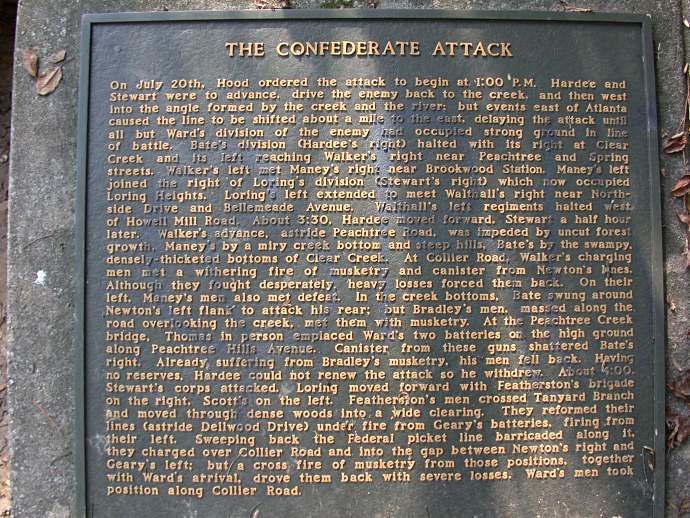 THE CONFEDERATE ATTACK
On July 20th, Hood ordered the attack to begin at 1:00 P.M. Hardee and
Stewart were to advance, drive the enemy back to the creek, and then west
into the angle formed by the creek and the river; but events east of Atlanta
caused the line to be shifted about a mile to the east, delaying the attack until
all but Ward's division of the enemy had occupied strong ground in line
of battle. Bate's division (Hardee's right) halted with its right at Clear
Creek and its left reaching Walker's right near Peachtree and Spring
streets. Walker's left met Maney's right near Brookwood Station. Maney's left
joined the right of Loring's division (Stewart's right) which now occupied
Loring Heights. Loring's left extended to meet Walthall's right near North-
side Drive and Bellemeade Avenue. Walthall's left regiments halted west
of Howell Mill Road. About 3:30, Hardee moved forward, Stewart a half hour
later. Walker's advance, astride Peachtree Road, was impeded by uncut forest
growth, Maney's by a miry creek bottom and steep hills, Bate's by the swampy,
densely-thicketed bottoms of Clear Creek. At Collier Road, Walker's charging
men met a withering fire of musketry and canister from Newton's lines.
Although they fought desperately, heavy losses forced them back. On their
left, Maney's men also met defeat. In the creek bottoms, Bate swung around
Newton's left flank to attack his rear; but Bradley's men, massed along the
road overlooking the creek, met them with musketry. At the Peachtree Creek
bridge, Thomas in person emplaced Ward's two batteries on the high ground
along Peachtree Hills Avenue. Canister from these guns shattered Bate's
right. Already suffering from Bradley's musketry, his men fell back. Having
no reserves, Hardee could not renew the attack so he withdrew. About 4:00,
Stewart's corps attacked. Loring moved forward with Featherston's brigade
on the right, Scott's on the left. Featherston's men crossed Tanyard Branch
and moved through dense woods into a wide clearing. They reformed their
lines (astride Dellwood Drive) under fire from Geary's batteries, firing from
their left. Sweeping back the Federal picket line barricaded along it,
they charged over Collier Road and into the gap between Newton's right and
Geary's left; but a cross fire of musketry from those positions, together
with Ward's arrival, drove them back with severe losses. Ward's men took
position along Collier Road.